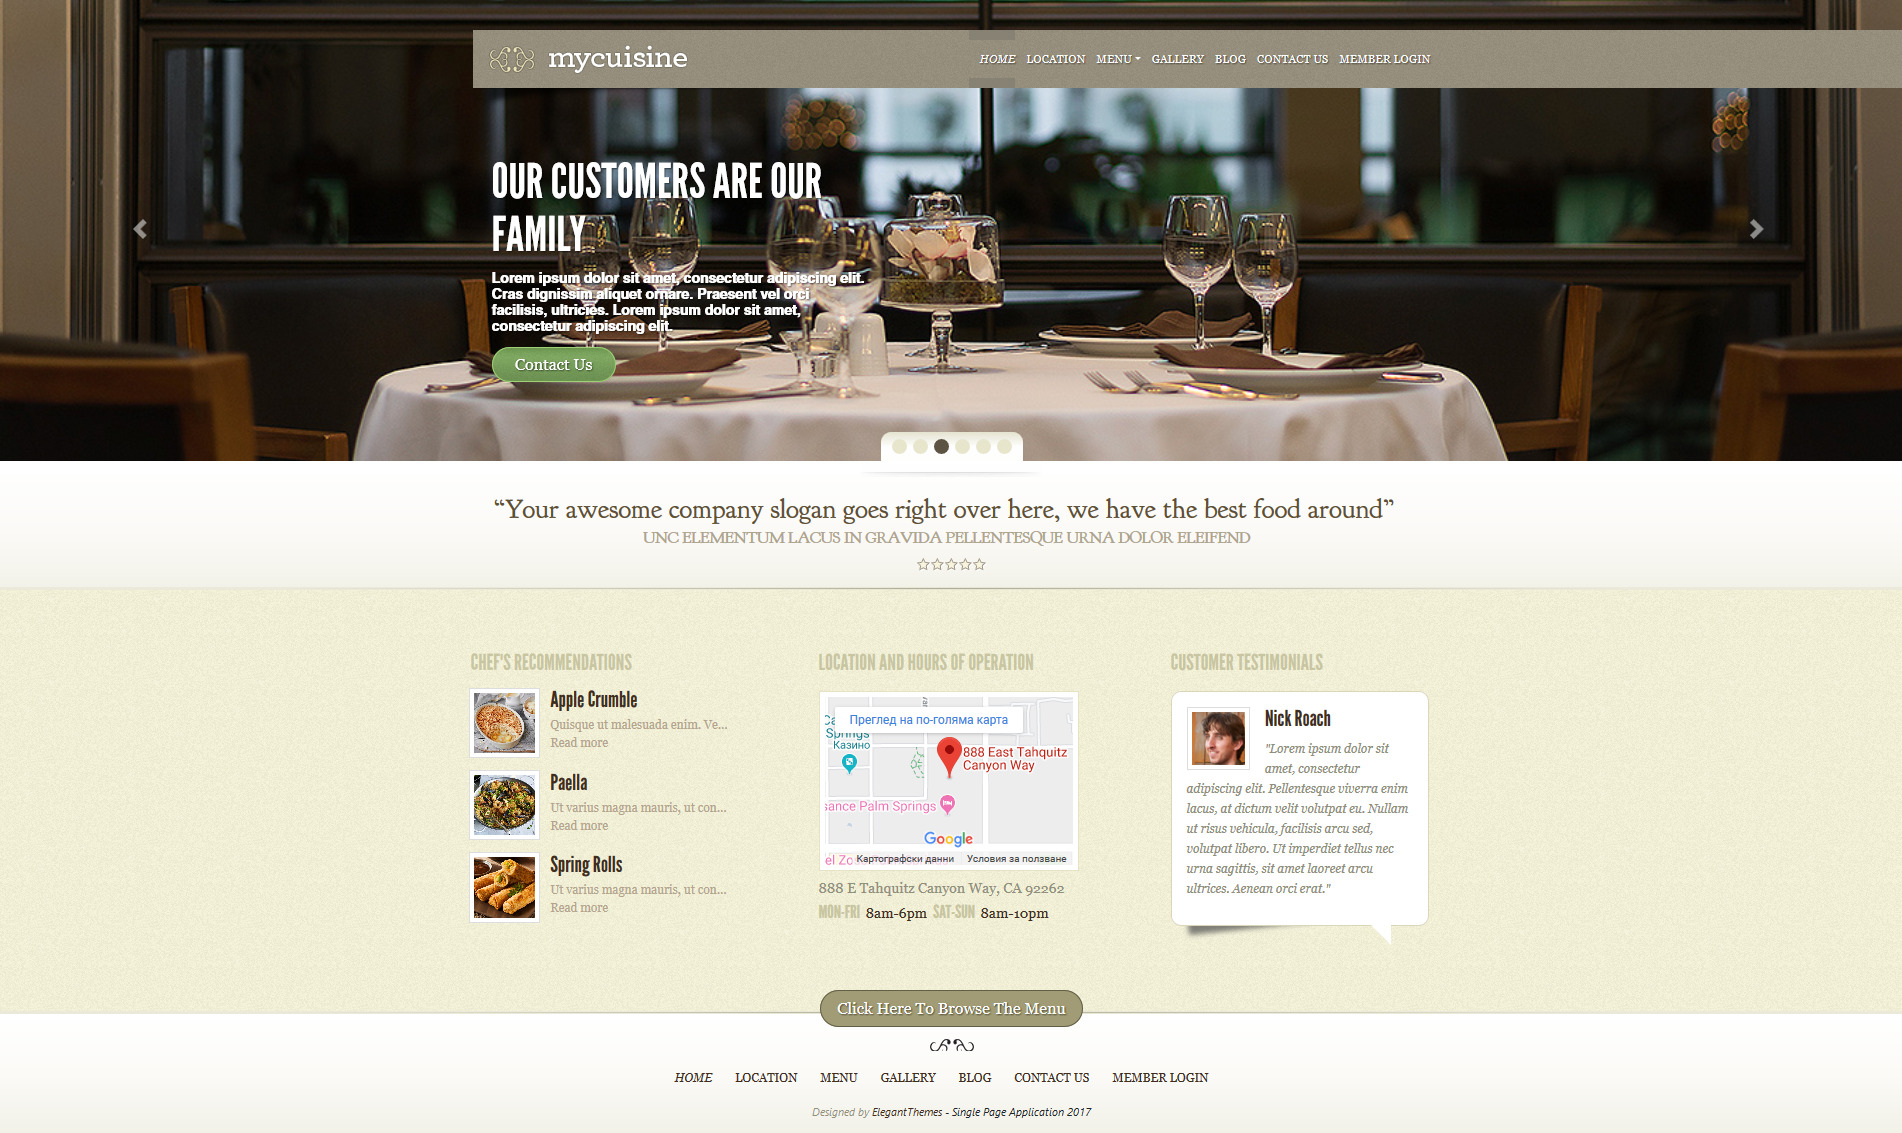 mycuisine
HOME LOCATION MENU GALLERY BLOG CONTACT US MEMBER LOGIN
OUR CUSTOMERS ARE OUR
FAMILY
Lorem ipsum dolor sit amet, consectetur adipiscing elit.
Cras dignissim aliquet ornare. Praesent vel orci
facilisis, ultricies. Lorem ipsum dolor sit amet,
consectetur adipiscing elit.
Contact Us
“Your awesome company slogan goes right over here, we have the best food around”
UNC ELEMENTUM LACUS IN GRAVIDA PELLENTESQUE URNA DOLOR ELEIFEND
CHEF'S RECOMMENDATIONS
Apple Crumble
Quisque ut malesuada enim. Ve...
Read more
Paella
Ut varius magna mauris, ut con...
Read more
Spring Rolls
Ut varius magna mauris, ut con...
Read more
LOCATION AND HOURS OF OPERATION
Преглед на по-голяма карта
Springs
Казино
888 East Tahquitz
Canyon Way
Palm Springs
Google
Картографски данни Условия за ползване
888 E Tahquitz Canyon Way, CA 92262
MON-FRI 8am-6pm SAT-SUN 8am-10pm
CUSTOMER TESTIMONIALS
Nick Roach
"Lorem ipsum dolor sit
amet, consectetur
adipiscing elit. Pellentesque viverra enim
lacus, at dictum velit volutpat eu. Nullam
ut risus vehicula, facilisis arcu sed,
volutpat libero. Ut imperdiet tellus nec
urna sagittis, sit amet laoreet arcu
ultrices. Aenean orci erat."
Click Here To Browse The Menu
HOME LOCATION MENU GALLERY BLOG CONTACT US MEMBER LOGIN
Designed by ElegantThemes - Single Page Application 2017